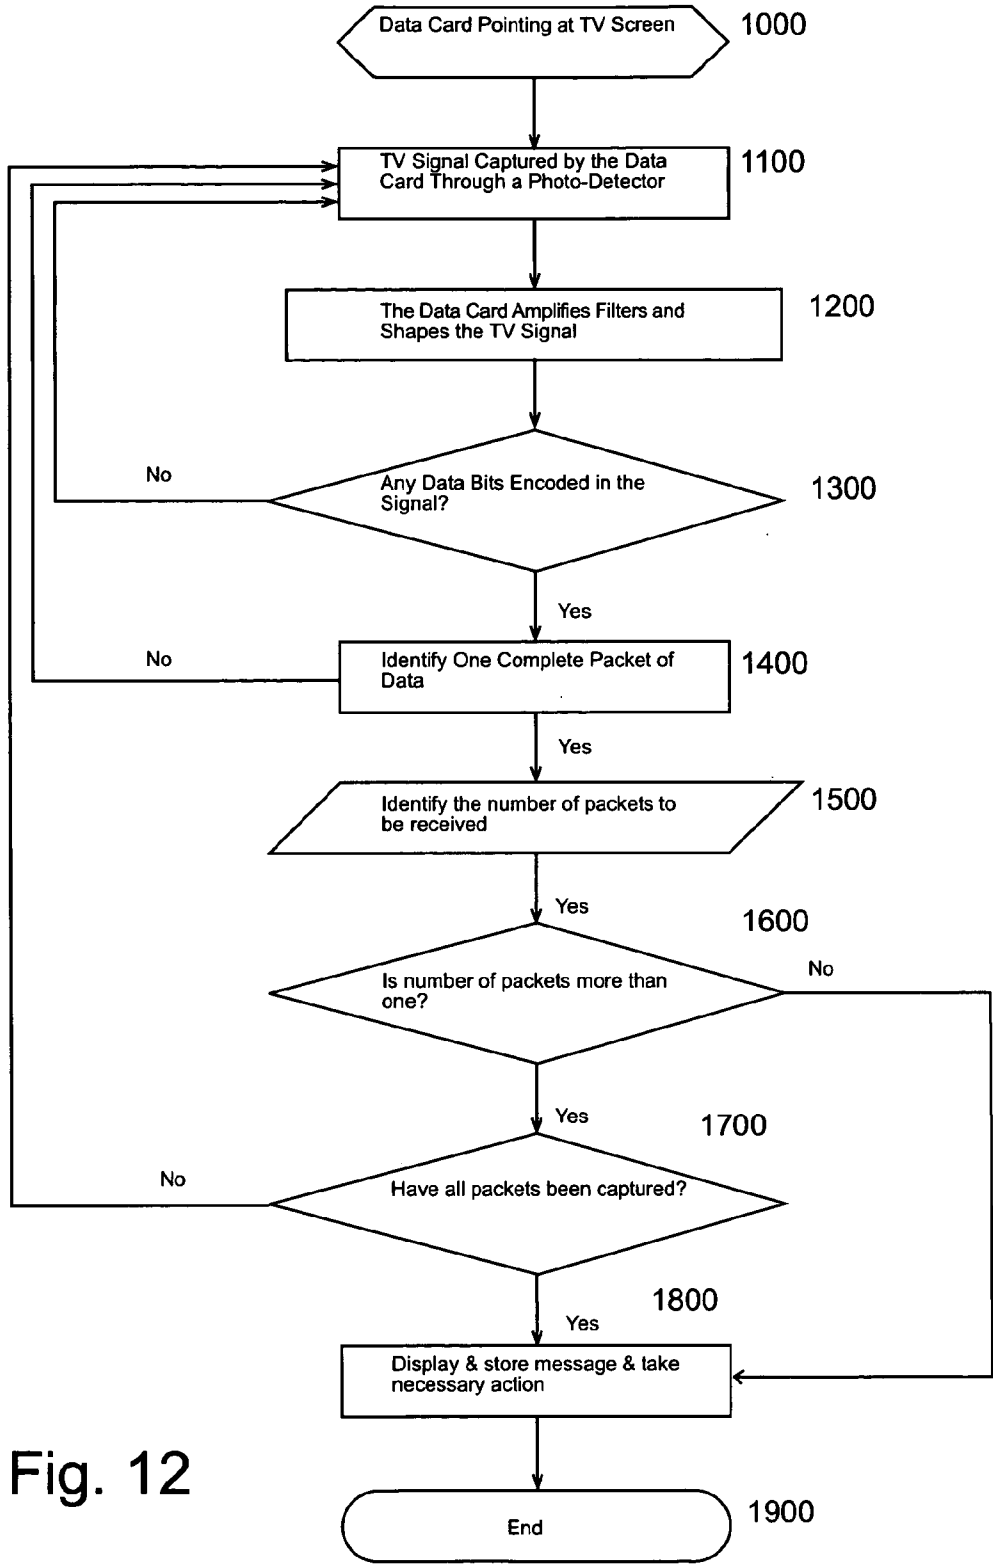 Data Card Pointing at TV Screen
1000
TV Signal Captured by the Data
Card Through a Photo-Detector
1100
The Data Card Amplifies Filters and
Shapes the TV Signal
1200
No
Any Data Bits Encoded in the
Signal?
1300
Yes
No
Identify One Complete Packet of
Data
1400
Yes
Identify the number of packets to
be received
1500
Yes
1600
Is number of packets more than
one?
No
Yes
1700
No
Have all packets been captured?
1800
Yes
Display & store message & take
necessary action
Fig. 12
End
1900